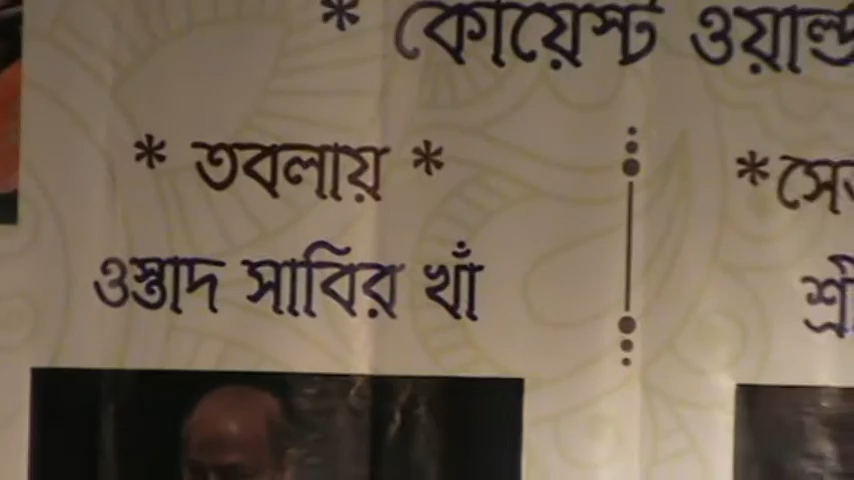 * কোয়েস্ট ওয়ার্ল্ড
* তবলায় *
ওস্তাদ সাবির খাঁ